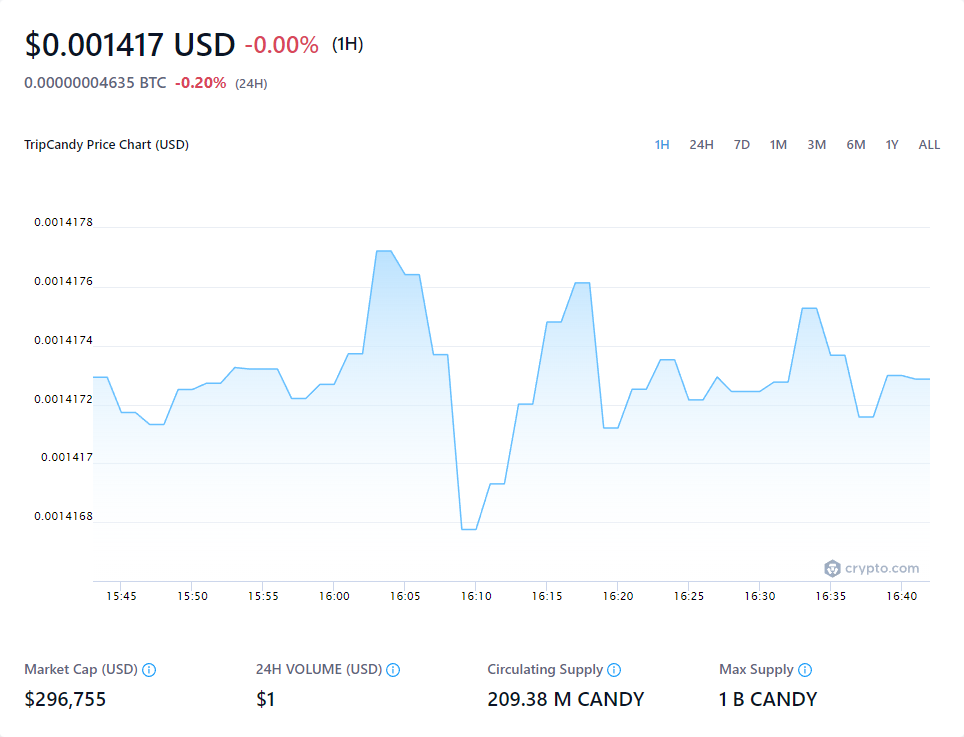 $0.001417 USD -0.00% (1H)
0.00000004635 BTC -0.20% (24H)
TripCandy Price Chart (USD)
1H 24H 7D 1M 3M 6M 1Y ALL
0.0014178
0.0014176
0.0014174
0.0014172
0.001417
0.0014168
crypto.com
15:45 15:50 15:55 16:00 16:05 16:10 16:15 16:20 16:25 16:30 16:35 16:40
Market Cap (USD) 24H VOLUME (USD) Circulating Supply Max Supply
$296,755 $1 209.38 M CANDY 1 B CANDY